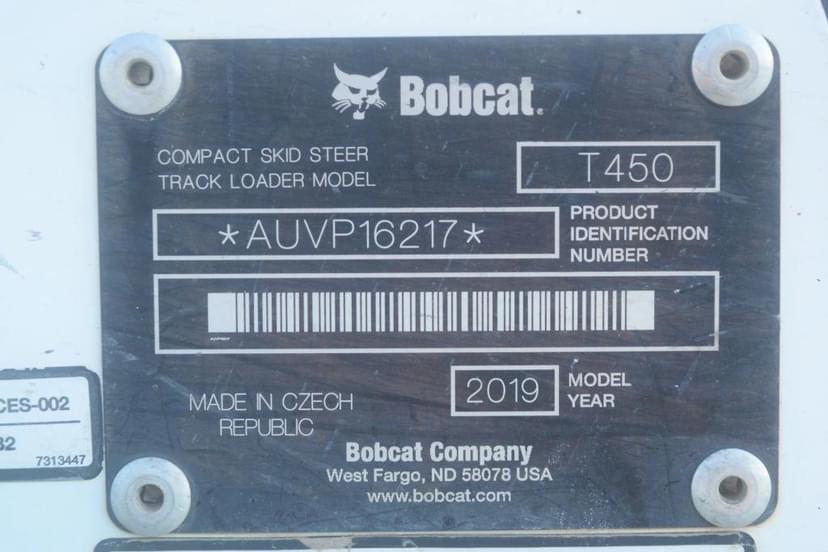 Bobcat.
COMPACT SKID STEER
TRACK LOADER MODEL
T450
*AUVP16217*
PRODUCT
IDENTIFICATION
NUMBER
2019
MODEL
YEAR
MADE IN CZECH
REPUBLIC
Bobcat Company
West Fargo, ND 58078 USA
www.bobcat.com
CES-002
32
7313447